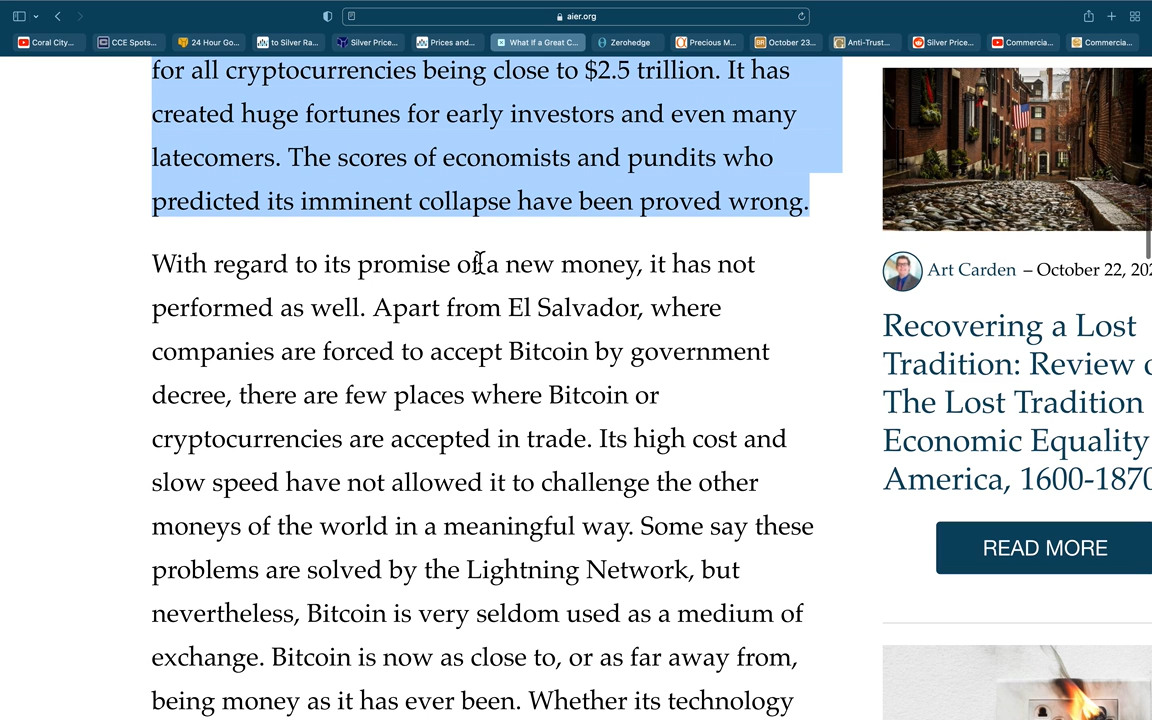 aier.org
Coral City...
CCE Spots...
24 Hour Go...
to Silver Ra...
Silver Price...
Prices and...
What If a Great C...
Zerohedge
Precious M...
October 23...
Anti-Trust...
Silver Price...
Commercia...
Commercia...
for all cryptocurrencies being close to $2.5 trillion. It has
created huge fortunes for early investors and even many
latecomers. The scores of economists and pundits who
predicted its imminent collapse have been proved wrong.
With regard to its promise of a new money, it has not
performed as well. Apart from El Salvador, where
companies are forced to accept Bitcoin by government
decree, there are few places where Bitcoin or
cryptocurrencies are accepted in trade. Its high cost and
slow speed have not allowed it to challenge the other
moneys of the world in a meaningful way. Some say these
problems are solved by the Lightning Network, but
nevertheless, Bitcoin is very seldom used as a medium of
exchange. Bitcoin is now as close to, or as far away from,
being money as it has ever been. Whether its technology
Art Carden – October 22, 202
Recovering a Lost
Tradition: Review o
The Lost Tradition
Economic Equality
America, 1600-1870
READ MORE